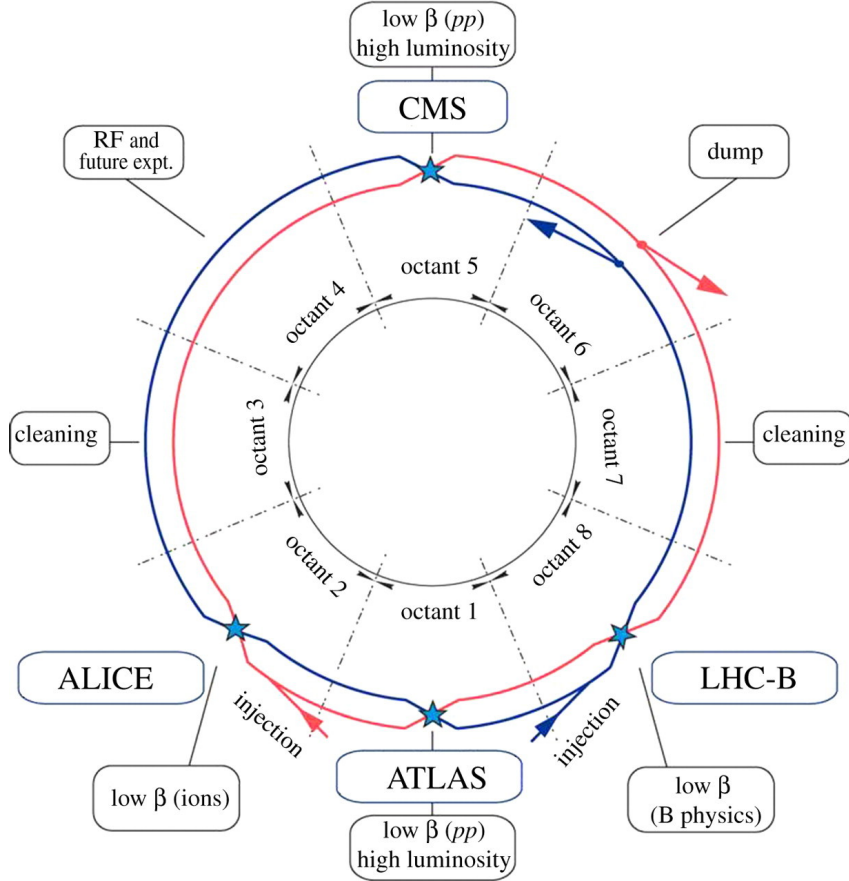 low β (pp)
high luminosity
CMS
RF and
future expt.
dump
octant 5
octant 4
octant 6
cleaning
octant 3
octant 7
cleaning
octant 2
octant 8
octant 1
ALICE
LHC-B
injection
injection
ATLAS
low β (ions)
low β
(B physics)
low β (pp)
high luminosity